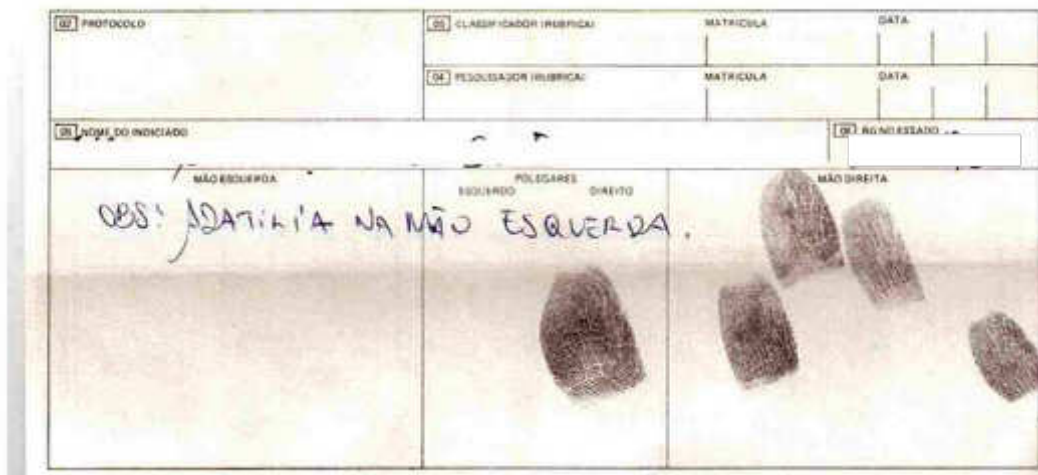 02 PROTOCOLO
03 CLASSIFICADOR (RUBRICA) MATRÍCULA DATA
04 PESQUISADOR (RUBRICA) MATRÍCULA DATA
05 NOME DO INDICIADO
06 RG NO ESTADO
MÃO ESQUERDA
POLEGARES
ESQUERDO DIREITO
MÃO DIREITA
OBS: ADATILIA NA MÃO ESQUERDA.